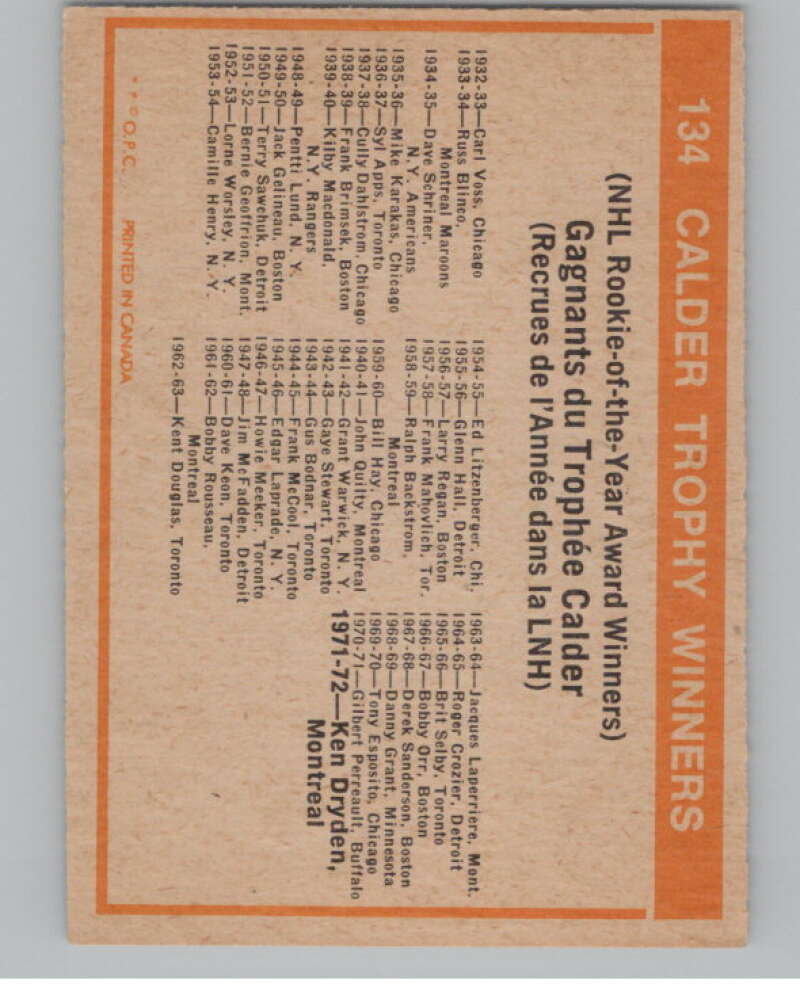 134 CALDER TROPHY WINNERS
(NHL Rookie-of-the-Year Award Winners)
Gagnants du Trophée Calder
(Recrues de l'Année dans la LNH)
1932-33—Carl Voss, Chicago
1933-34—Russ Blinco,
Montreal Maroons
1934-35—Dave Schriner,
N.Y. Americans
1935-36—Mike Karakas, Chicago
1936-37—Syl Apps, Toronto
1937-38—Cully Dahlstrom, Chicago
1938-39—Frank Brimsek, Boston
1939-40—Kilby Macdonald,
N.Y. Rangers
1948-49—Pentti Lund, N. Y.
1949-50—Jack Gelineau, Boston
1950-51—Terry Sawchuk, Detroit
1951-52—Bernie Geoffrion, Mont.
1952-53—Lorne Worsley, N. Y.
1953-54—Camille Henry, N. Y.
1954-55—Ed Litzenberger, Chi.
1955-56—Glenn Hall, Detroit
1956-57—Larry Regan, Boston
1957-58—Frank Mahovlich, Tor.
1958-59—Ralph Backstrom,
Montreal
1959-60—Bill Hay, Chicago
1940-41—John Quilty, Montreal
1941-42—Grant Warwick, N. Y.
1942-43—Gaye Stewart, Toronto
1943-44—Gus Bodnar, Toronto
1944-45—Frank McCool, Toronto
1945-46—Edgar Laprade, N. Y.
1946-47—Howie Meeker, Toronto
1947-48—Jim McFadden, Detroit
1960-61—Dave Keon, Toronto
1961-62—Bobby Rousseau,
Montreal
1962-63—Kent Douglas, Toronto
1963-64—Jacques Laperrière, Mont.
1964-65—Roger Crozier, Detroit
1965-66—Brit Selby, Toronto
1966-67—Bobby Orr, Boston
1967-68—Derek Sanderson, Boston
1968-69—Danny Grant, Minnesota
1969-70—Tony Esposito, Chicago
1970-71—Gilbert Perreault, Buffalo
1971-72—Ken Dryden,
Montreal
* * © O.P.C. PRINTED IN CANADA